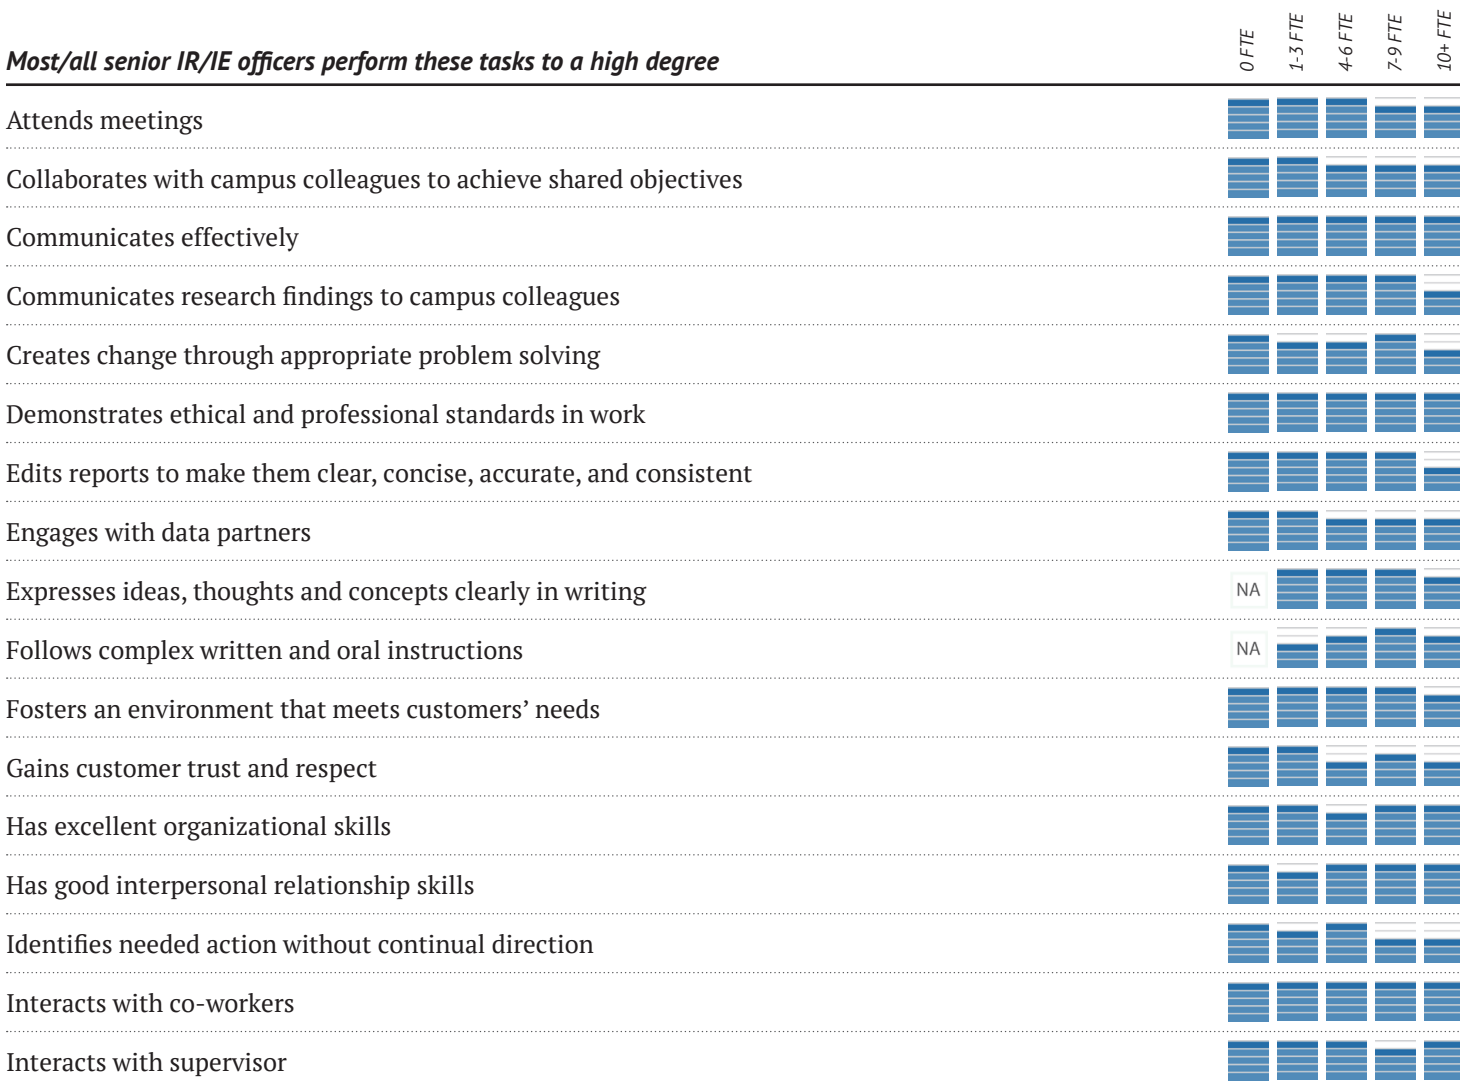 0 FTE
1-3 FTE
4-6 FTE
7-9 FTE
10+ FTE
Most/all senior IR/IE officers perform these tasks to a high degree
Attends meetings
Collaborates with campus colleagues to achieve shared objectives
Communicates effectively
Communicates research findings to campus colleagues
Creates change through appropriate problem solving
Demonstrates ethical and professional standards in work
Edits reports to make them clear, concise, accurate, and consistent
Engages with data partners
Expresses ideas, thoughts and concepts clearly in writing
NA
Follows complex written and oral instructions
NA
Fosters an environment that meets customers’ needs
Gains customer trust and respect
Has excellent organizational skills
Has good interpersonal relationship skills
Identifies needed action without continual direction
Interacts with co-workers
Interacts with supervisor